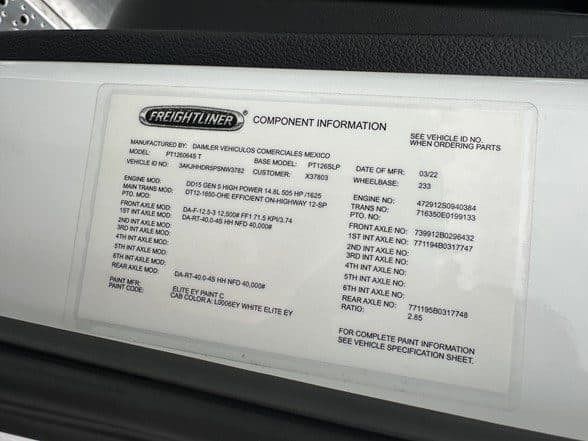 FREIGHTLINER ® COMPONENT INFORMATION
SEE VEHICLE ID NO.
WHEN ORDERING PARTS
MANUFACTURED BY: DAIMLER VEHICULOS COMERCIALES MEXICO
MODEL: PT126064S T BASE MODEL: PT126SLP DATE OF MFR: 03/22
VEHICLE ID NO: 3AKJHHDR5PSNW3782 CUSTOMER: X37803 WHEELBASE: 233
ENGINE MOD: DD15 GEN 5 HIGH POWER 14.8L 505 HP /1625 ENGINE NO: 472912S0940384
MAIN TRANS MOD: DT12-1650-OHE EFFICIENT ON-HIGHWAY 12-SP TRANS NO: 716350E0199133
PTO MOD: PTO. NO:
FRONT AXLE MOD: DA-F-12.5-3 12,500# FF1 71.5 KPI/3.74 FRONT AXLE NO: 739912B0296432
1ST INT AXLE MOD: DA-RT-40.0-4S HH NFD 40,000# 1ST INT AXLE NO: 771194B0317747
2ND INT AXLE MOD: 2ND INT AXLE NO:
3RD INT AXLE MOD: 3RD INT AXLE NO:
4TH INT AXLE MOD: 4TH INT AXLE NO:
5TH INT AXLE MOD: 5TH INT AXLE NO:
6TH INT AXLE MOD: 6TH INT AXLE NO:
REAR AXLE MOD: DA-RT-40.0-4S HH NFD 40,000# REAR AXLE NO: 771195B0317748
RATIO: 2.85
PAINT MFR: ELITE EY PAINT C
PAINT CODE: CAB COLOR A: L0006EY WHITE ELITE EY
FOR COMPLETE PAINT INFORMATION
SEE VEHICLE SPECIFICATION SHEET.